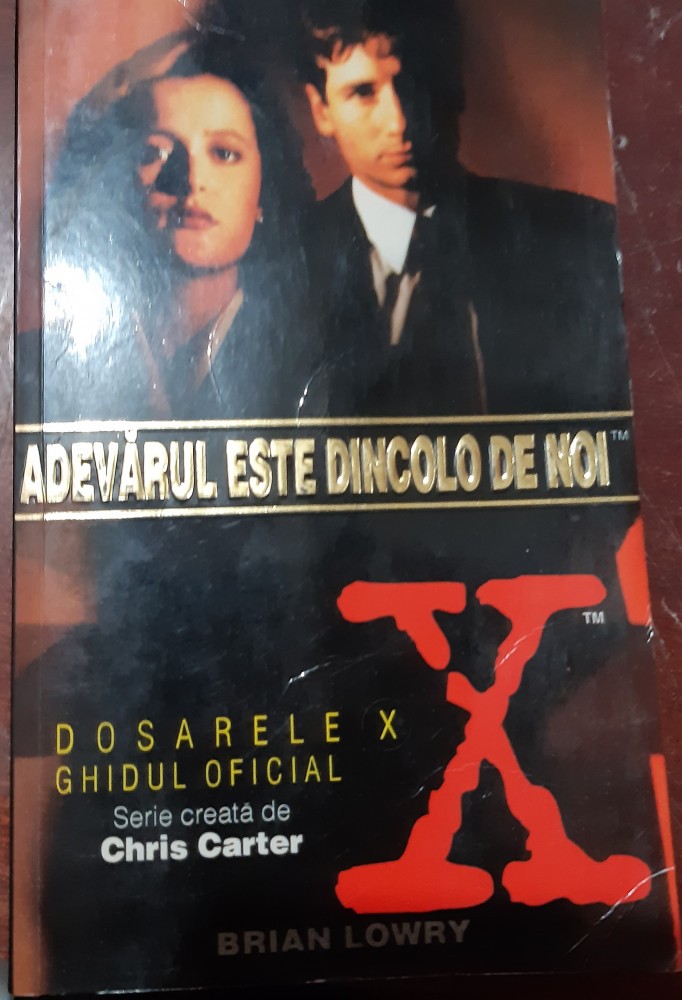 ADEVĂRUL ESTE DINCOLO DE NOI™
X™
DOSARELE X
GHIDUL OFICIAL
Serie creată de
Chris Carter
BRIAN LOWRY